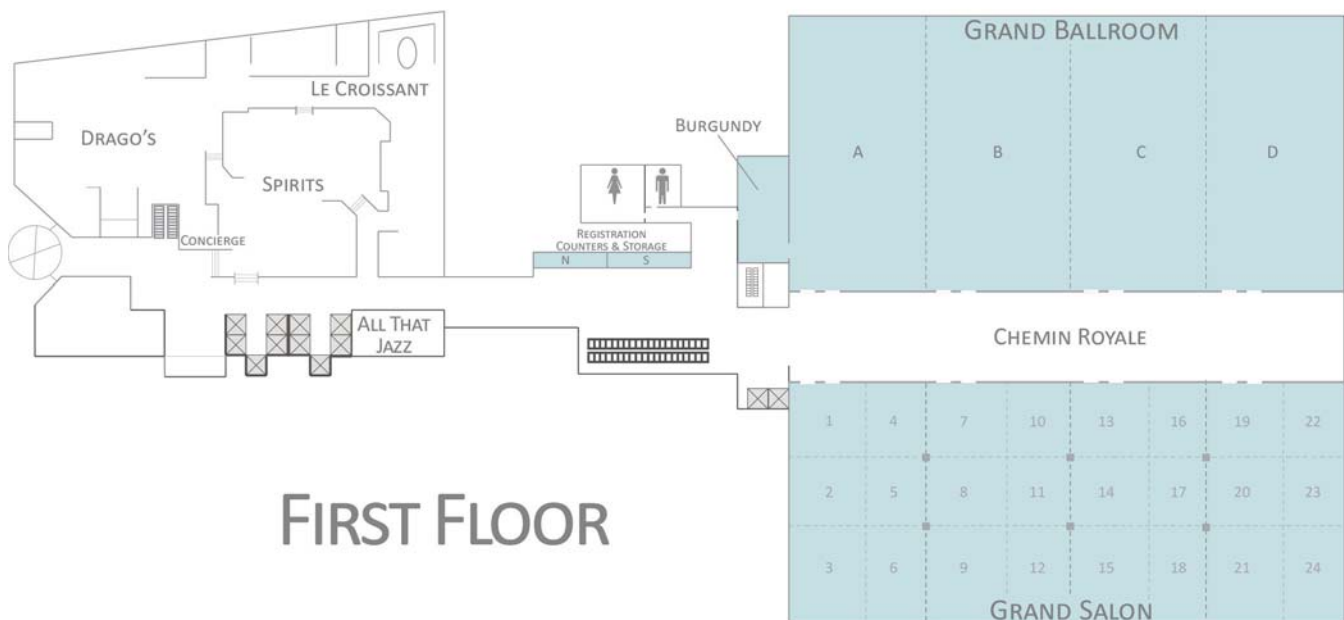 GRAND BALLROOM
LE CROISSANT
BURGUNDY
DRAGO'S
A B C D
SPIRITS
CONCIERGE
REGISTRATION
COUNTERS & STORAGE
N S
ALL THAT
JAZZ
CHEMIN ROYALE
1 4 7 10 13 16 19 22
2 5 8 11 14 17 20 23
FIRST FLOOR
3 6 9 12 15 18 21 24
GRAND SALON